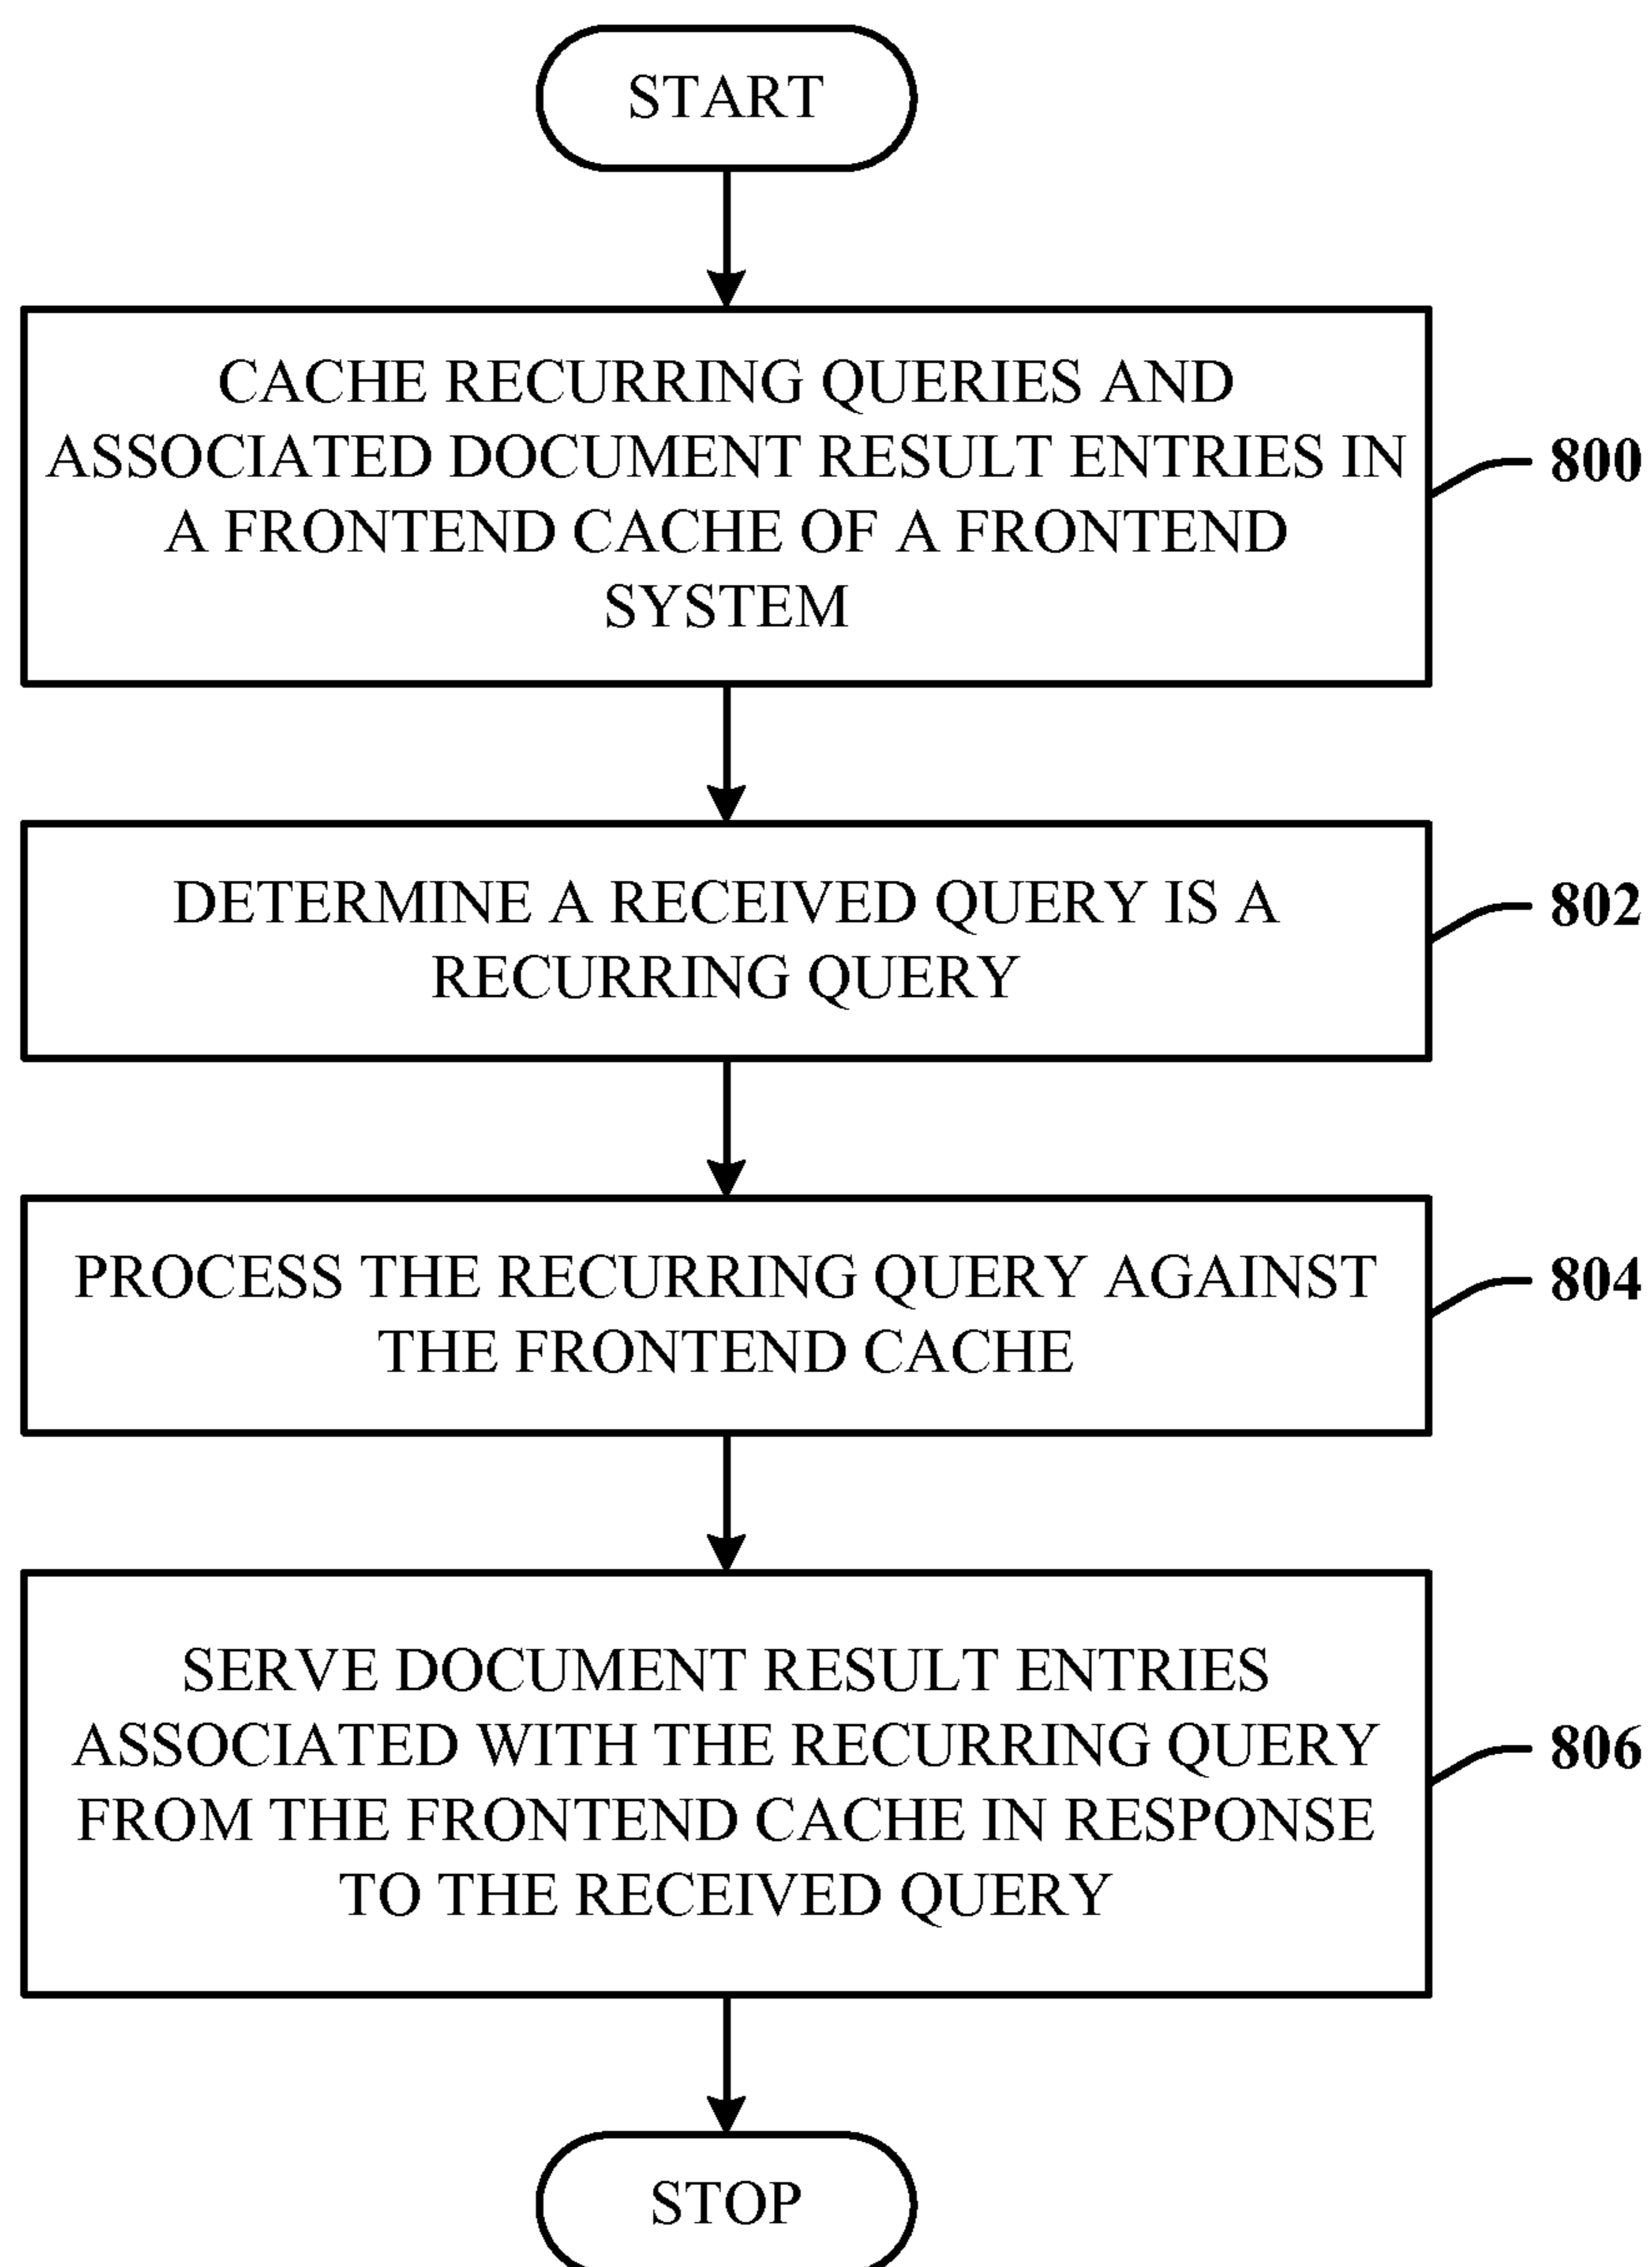 START
CACHE RECURRING QUERIES AND
ASSOCIATED DOCUMENT RESULT ENTRIES IN
A FRONTEND CACHE OF A FRONTEND
SYSTEM
800
DETERMINE A RECEIVED QUERY IS A
RECURRING QUERY
802
PROCESS THE RECURRING QUERY AGAINST
THE FRONTEND CACHE
804
SERVE DOCUMENT RESULT ENTRIES
ASSOCIATED WITH THE RECURRING QUERY
FROM THE FRONTEND CACHE IN RESPONSE
TO THE RECEIVED QUERY
806
STOP